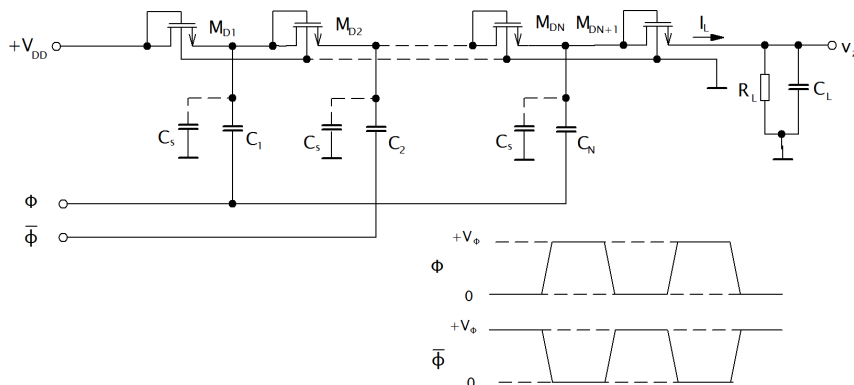 M_D1
M_D2
M_DN
M_DN+1
I_L
+V_DD
R_L
C_L
C_s
C_1
C_s
C_2
C_s
C_N
Φ
Φ̅
+V_Φ
Φ
0
+V_Φ
Φ̅
0